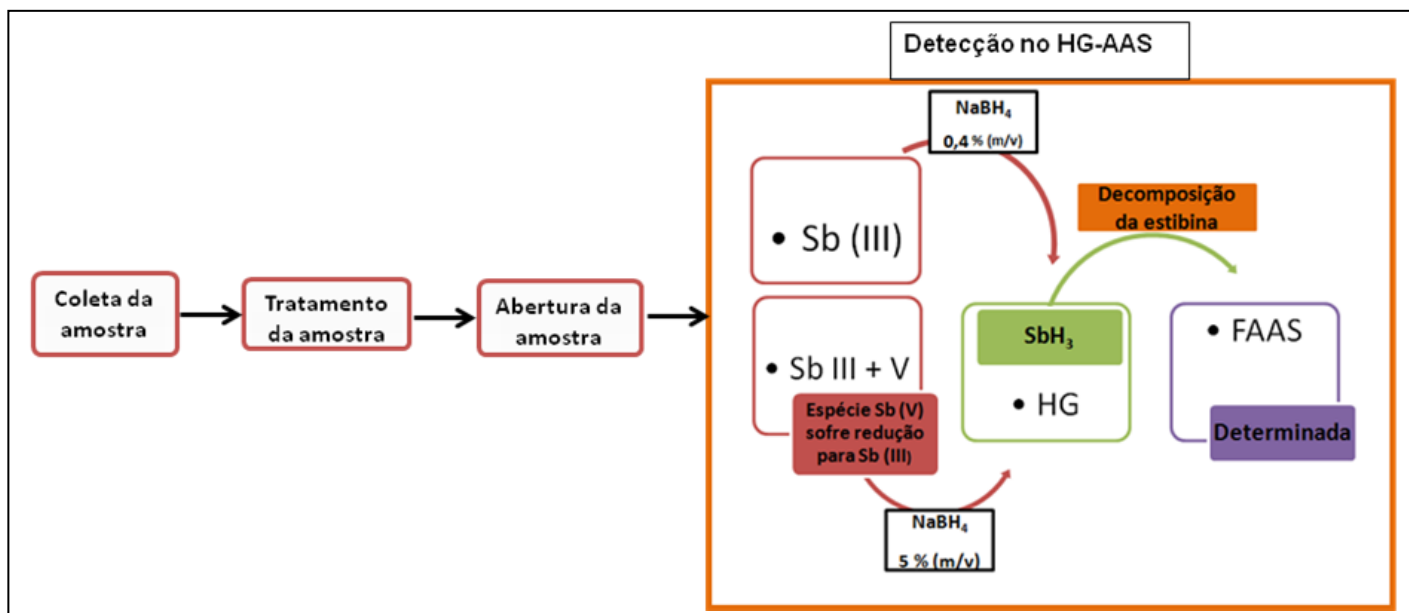 Detecção no HG-AAS
NaBH₄
0,4 % (m/v)
Decomposição
da estibina
• Sb (III)
Coleta da
amostra
Tratamento
da amostra
Abertura da
amostra
• Sb III + V
Espécie Sb (V)
sofre redução
para Sb (III)
SbH₃
• HG
• FAAS
Determinada
NaBH₄
5 % (m/v)